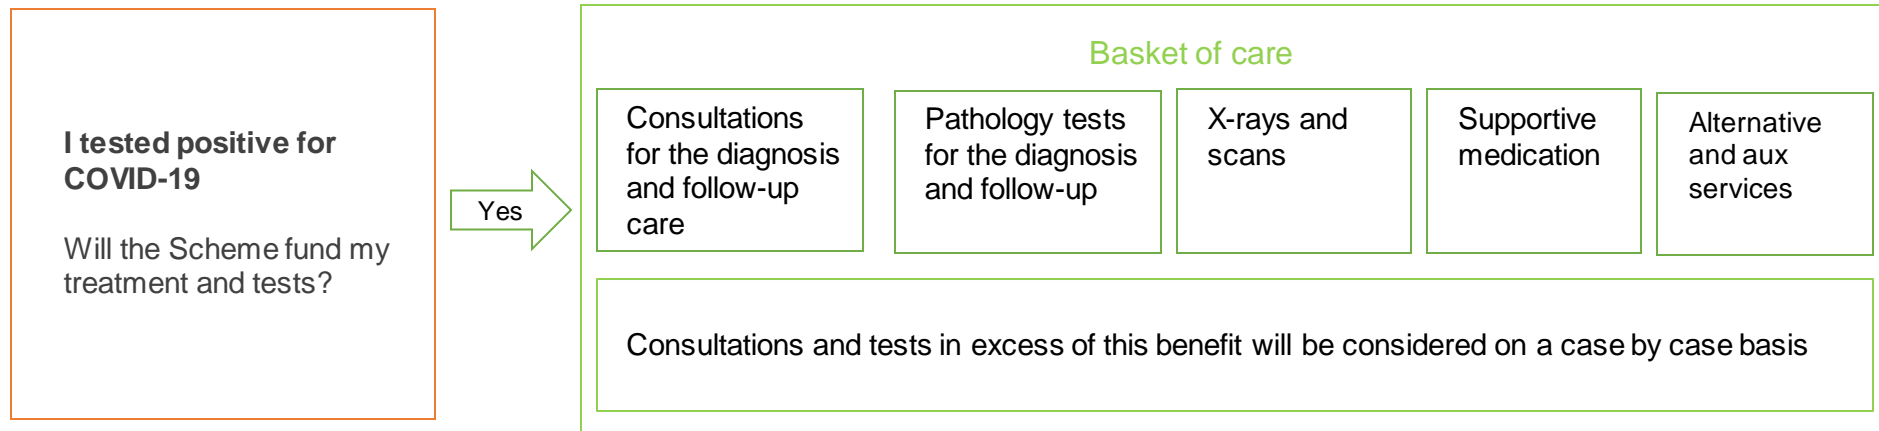 I tested positive for
COVID-19
Will the Scheme fund my
treatment and tests?
Yes
Basket of care
Consultations
for the diagnosis
and follow-up
care
Pathology tests
for the diagnosis
and follow-up
X-rays and
scans
Supportive
medication
Alternative
and aux
services
Consultations and tests in excess of this benefit will be considered on a case by case basis